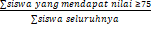 ∑siswa yang mendapat nilai ≥75
∑siswa seluruhnya